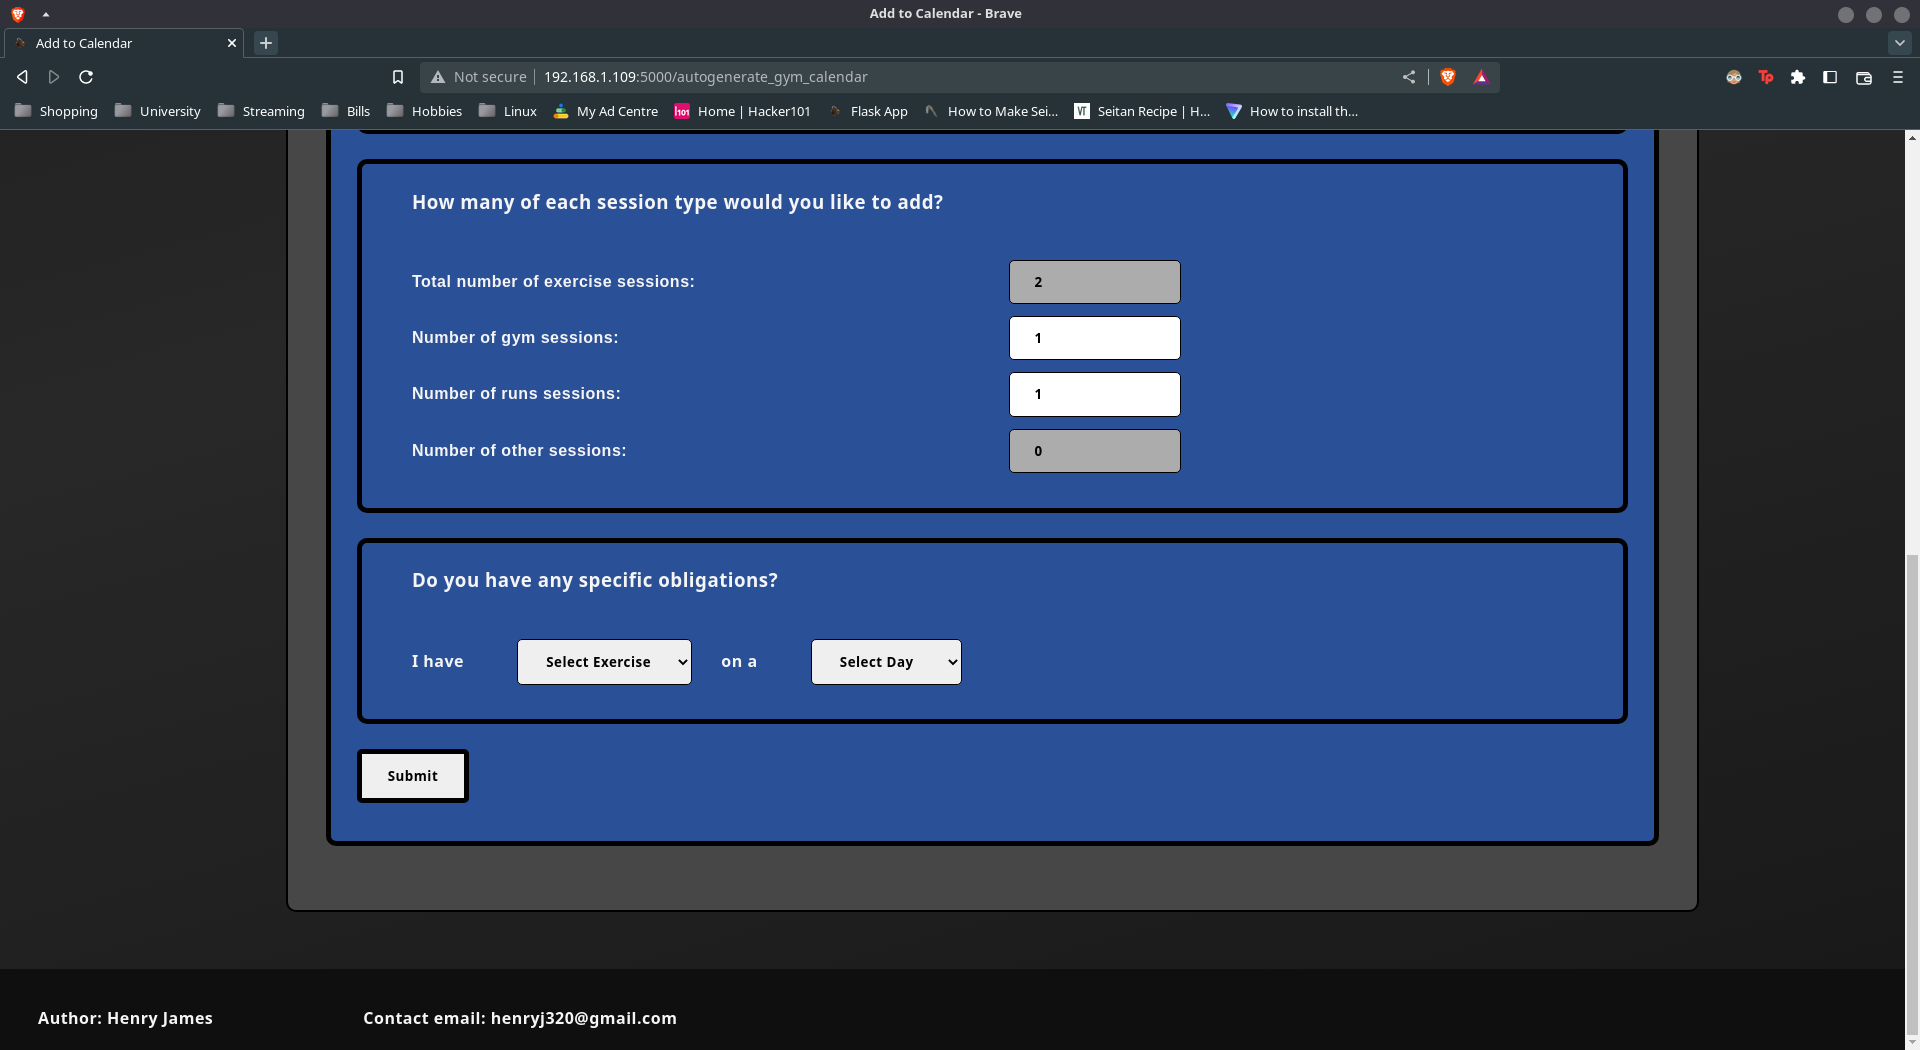 Add to Calendar - Brave
Add to Calendar
Not secure 192.168.1.109:5000/autogenerate_gym_calendar
Tp
Shopping University Streaming Bills Hobbies Linux My Ad Centre Home | Hacker101 Flask App How to Make Sei... Seitan Recipe | H... How to install th...
How many of each session type would you like to add?
Total number of exercise sessions: 2
Number of gym sessions: 1
Number of runs sessions: 1
Number of other sessions: 0
Do you have any specific obligations?
I have Select Exercise on a Select Day
Submit
Author: Henry James Contact email: henryj320@gmail.com